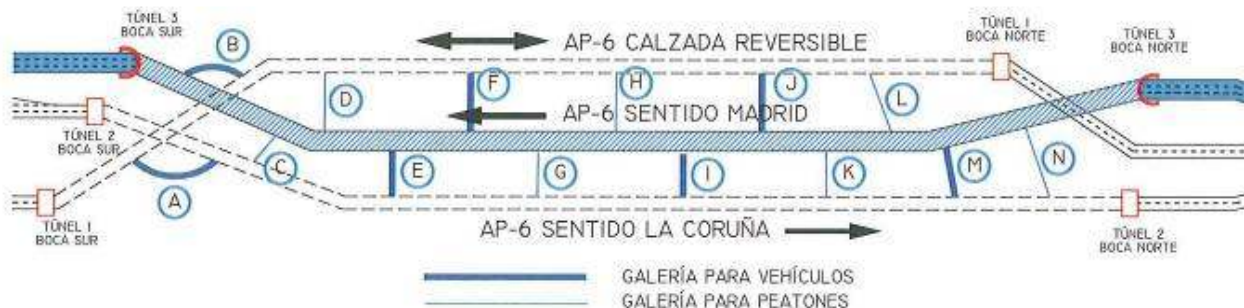 TÚNEL 3
BOCA SUR
B
AP-6 CALZADA REVERSIBLE
TÚNEL 1
BOCA NORTE
TÚNEL 3
BOCA NORTE
D
F
H
J
L
AP-6 SENTIDO MADRID
TÚNEL 2
BOCA SUR
A
C
E
G
I
K
M
N
TÚNEL 1
BOCA SUR
AP-6 SENTIDO LA CORUÑA
TÚNEL 2
BOCA NORTE
GALERÍA PARA VEHÍCULOS
GALERÍA PARA PEATONES